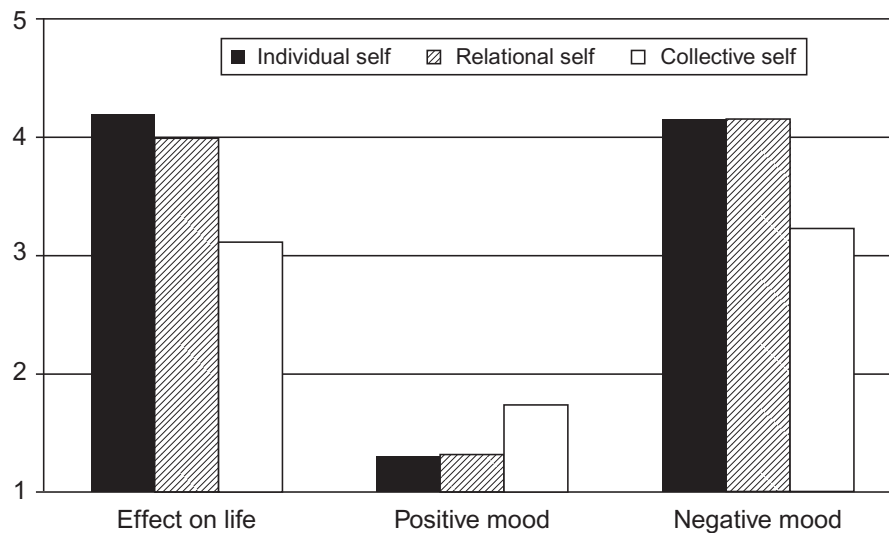 5
Individual self Relational self Collective self
4
3
2
1
Effect on life Positive mood Negative mood